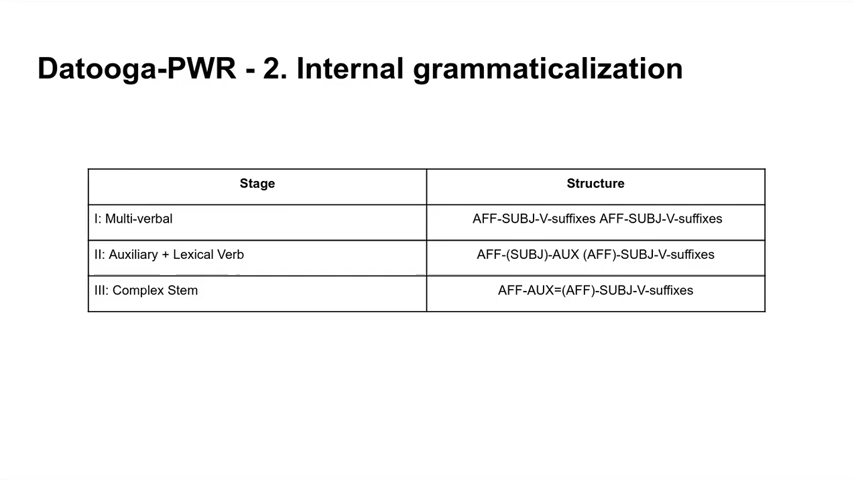 Datooga-PWR - 2. Internal grammaticalization
Stage Structure
I: Multi-verbal AFF-SUBJ-V-suffixes AFF-SUBJ-V-suffixes
II: Auxiliary + Lexical Verb AFF-(SUBJ)-AUX (AFF)-SUBJ-V-suffixes
III: Complex Stem AFF-AUX=(AFF)-SUBJ-V-suffixes